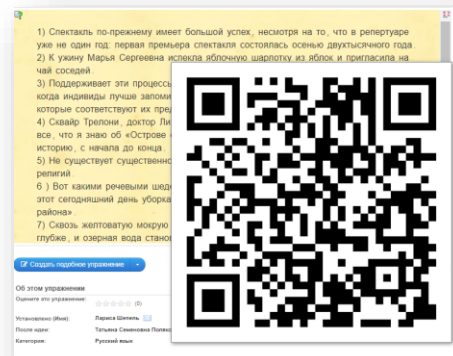 1) Спектакль по-прежнему имеет большой успех, несмотря на то, что в репертуаре
уже не один год: первая премьера спектакля состоялась осенью двухтысячного года.
2) К ужину Марья Сергеевна испекла яблочную шарлотку из яблок и пригласила на
чай соседей.
3) Поддерживает эти процессы
когда индивиды лучше запоми
которые соответствуют их пред
4) Сквайр Трелони, доктор Ли
все, что я знаю об «Острове
историю, с начала до конца.
5) Не существует существенно
религий.
6 ) Вот какими речевыми шед
этот сегодняшний день уборка
района».
7) Сквозь желтоватую мокрую
глубже, и озерная вода стано
Создать подобное упражнение
Об этом упражнении
Оцените это упражнение: (0)
Установлено (Имя): Лариса Шепель
После идеи: Татьяна Семеновна Поляко
Категория: Русский язык